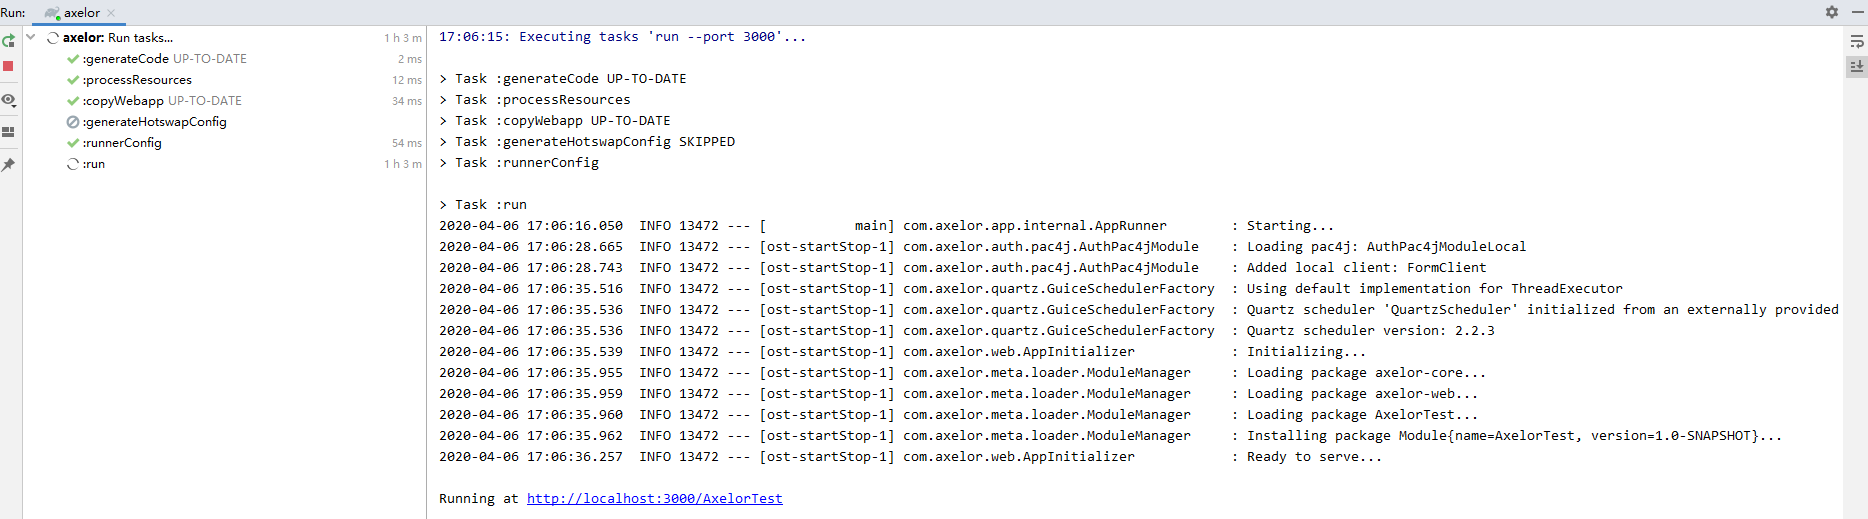 Run: axelor
axelor: Run tasks... 1 h 3 m
:generateCode UP-TO-DATE 2 ms
:processResources 12 ms
:copyWebapp UP-TO-DATE 34 ms
:generateHotswapConfig
:runnerConfig 54 ms
:run 1 h 3 m
17:06:15: Executing tasks 'run --port 3000'...
> Task :generateCode UP-TO-DATE
> Task :processResources
> Task :copyWebapp UP-TO-DATE
> Task :generateHotswapConfig SKIPPED
> Task :runnerConfig
> Task :run
2020-04-06 17:06:16.050  INFO 13472 --- [           main] com.axelor.app.internal.AppRunner        : Starting...
2020-04-06 17:06:28.665  INFO 13472 --- [ost-startStop-1] com.axelor.auth.pac4j.AuthPac4jModule    : Loading pac4j: AuthPac4jModuleLocal
2020-04-06 17:06:28.743  INFO 13472 --- [ost-startStop-1] com.axelor.auth.pac4j.AuthPac4jModule    : Added local client: FormClient
2020-04-06 17:06:35.516  INFO 13472 --- [ost-startStop-1] com.axelor.quartz.GuiceSchedulerFactory  : Using default implementation for ThreadExecutor
2020-04-06 17:06:35.536  INFO 13472 --- [ost-startStop-1] com.axelor.quartz.GuiceSchedulerFactory  : Quartz scheduler 'QuartzScheduler' initialized from an externally provided
2020-04-06 17:06:35.536  INFO 13472 --- [ost-startStop-1] com.axelor.quartz.GuiceSchedulerFactory  : Quartz scheduler version: 2.2.3
2020-04-06 17:06:35.539  INFO 13472 --- [ost-startStop-1] com.axelor.web.AppInitializer            : Initializing...
2020-04-06 17:06:35.955  INFO 13472 --- [ost-startStop-1] com.axelor.meta.loader.ModuleManager     : Loading package axelor-core...
2020-04-06 17:06:35.959  INFO 13472 --- [ost-startStop-1] com.axelor.meta.loader.ModuleManager     : Loading package axelor-web...
2020-04-06 17:06:35.960  INFO 13472 --- [ost-startStop-1] com.axelor.meta.loader.ModuleManager     : Loading package AxelorTest...
2020-04-06 17:06:35.962  INFO 13472 --- [ost-startStop-1] com.axelor.meta.loader.ModuleManager     : Installing package Module{name=AxelorTest, version=1.0-SNAPSHOT}...
2020-04-06 17:06:36.257  INFO 13472 --- [ost-startStop-1] com.axelor.web.AppInitializer            : Ready to serve...
Running at http://localhost:3000/AxelorTest